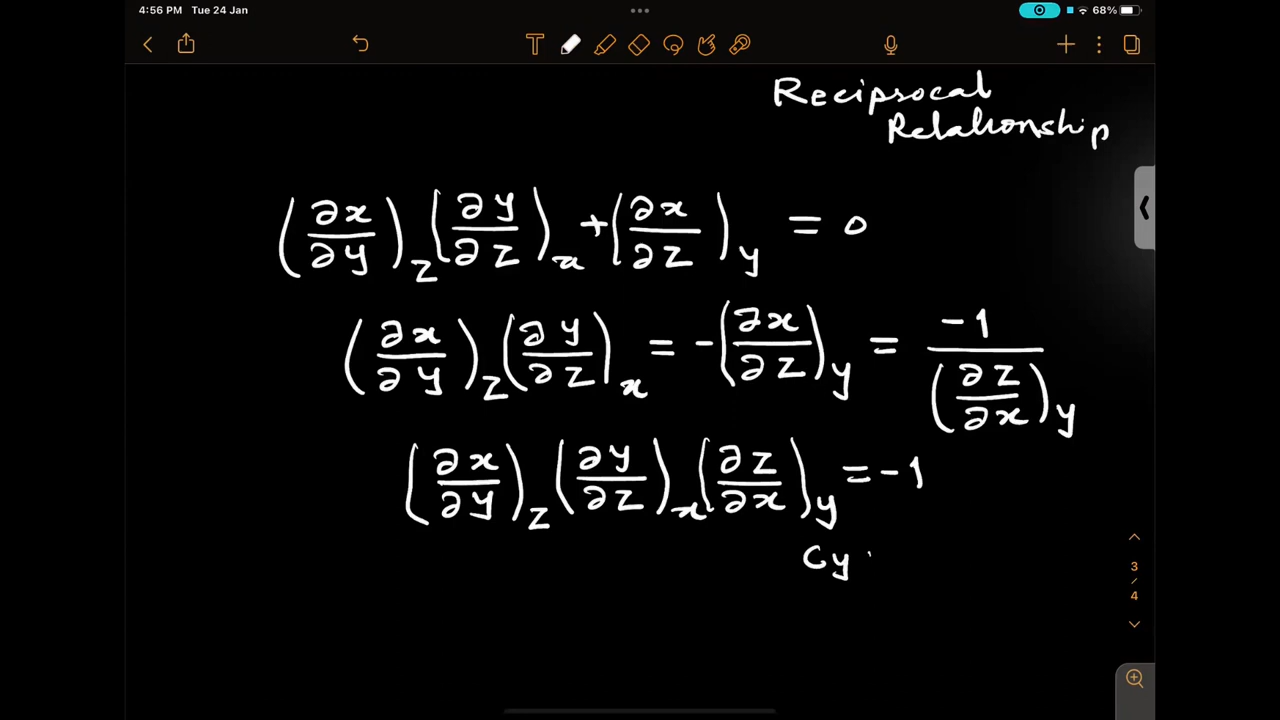 4:56 PM Tue 24 Jan
68%
Reciprocal
Relationship
(∂x/∂y)_z (∂y/∂z)_x + (∂x/∂z)_y = 0
(∂x/∂y)_z (∂y/∂z)_x = -(∂x/∂z)_y = -1/(∂z/∂x)_y
(∂x/∂y)_z (∂y/∂z)_x (∂z/∂x)_y = -1
Cy
3
/
4